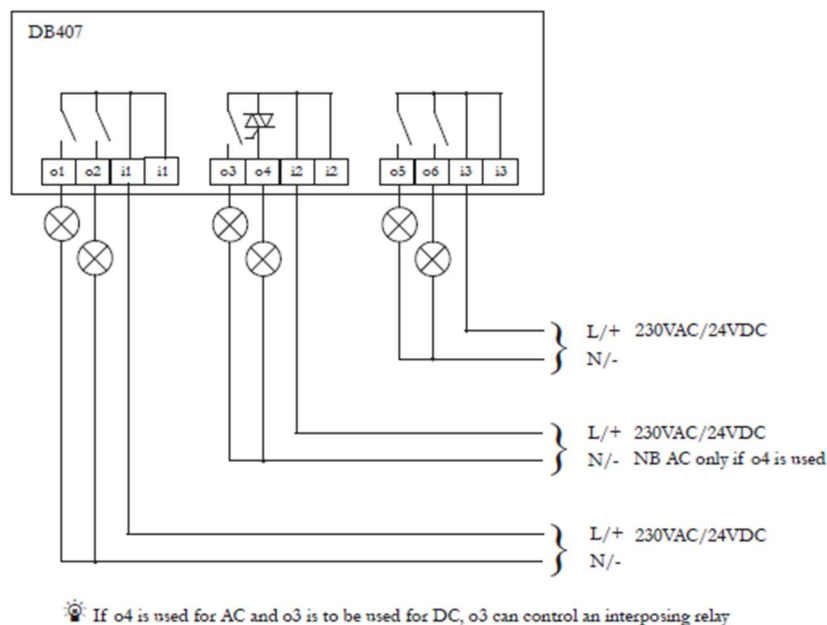 DB407
o1 o2 i1 i1 o3 o4 i2 i2 o5 o6 i3 i3
L/+ 230VAC/24VDC
N/-
L/+ 230VAC/24VDC
N/- NB AC only if o4 is used
L/+ 230VAC/24VDC
N/-
If o4 is used for AC and o3 is to be used for DC, o3 can control an interposing relay